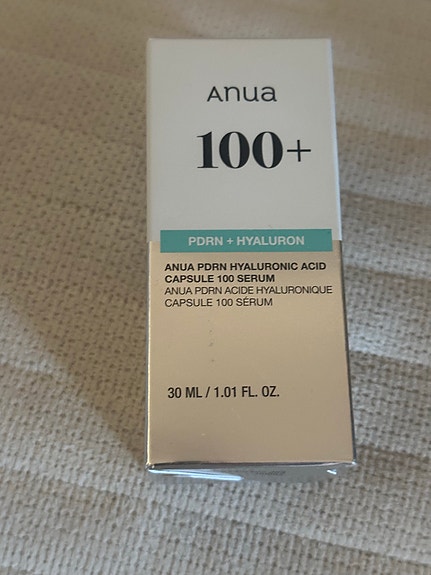 Anua
100+
PDRN + HYALURON
ANUA PDRN HYALURONIC ACID
CAPSULE 100 SERUM
ANUA PDRN ACIDE HYALURONIQUE
CAPSULE 100 SÉRUM
30 ML / 1.01 FL. OZ.